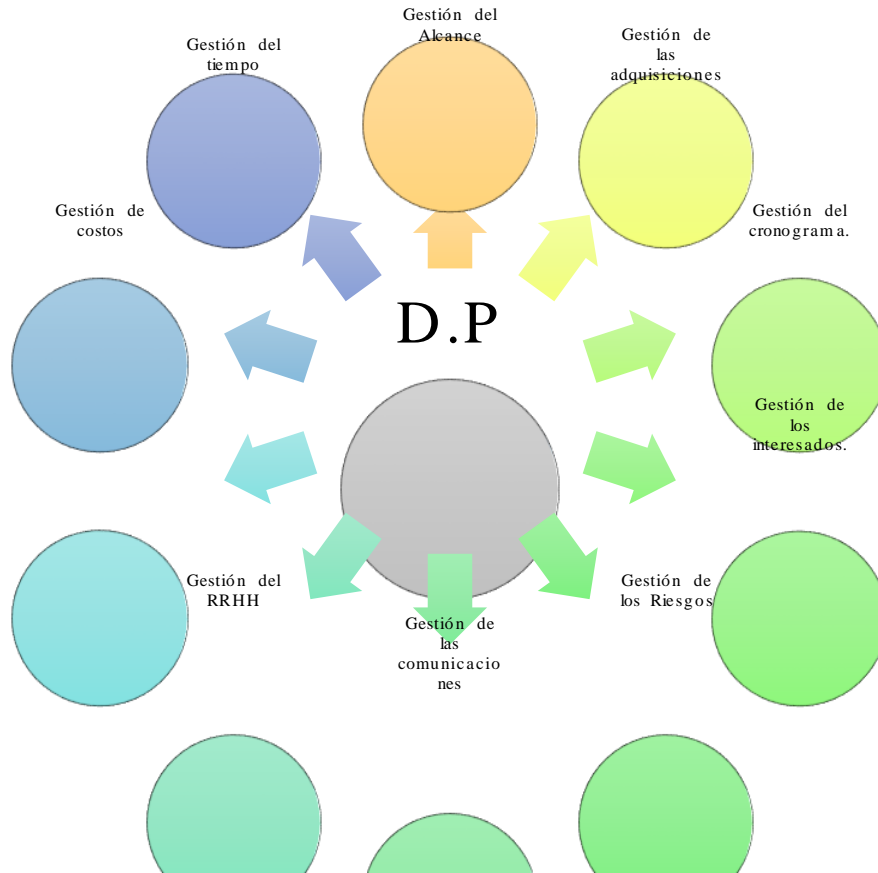 Gestión del
Alcance
Gestión de
las
adquisiciones
Gestión del
tiempo
Gestión de
costos
Gestión del
cronograma.
D.P
Gestión de
los
interesados.
Gestión del
RRHH
Gestión de
los Riesgos
Gestión de
las
comunicacio
nes